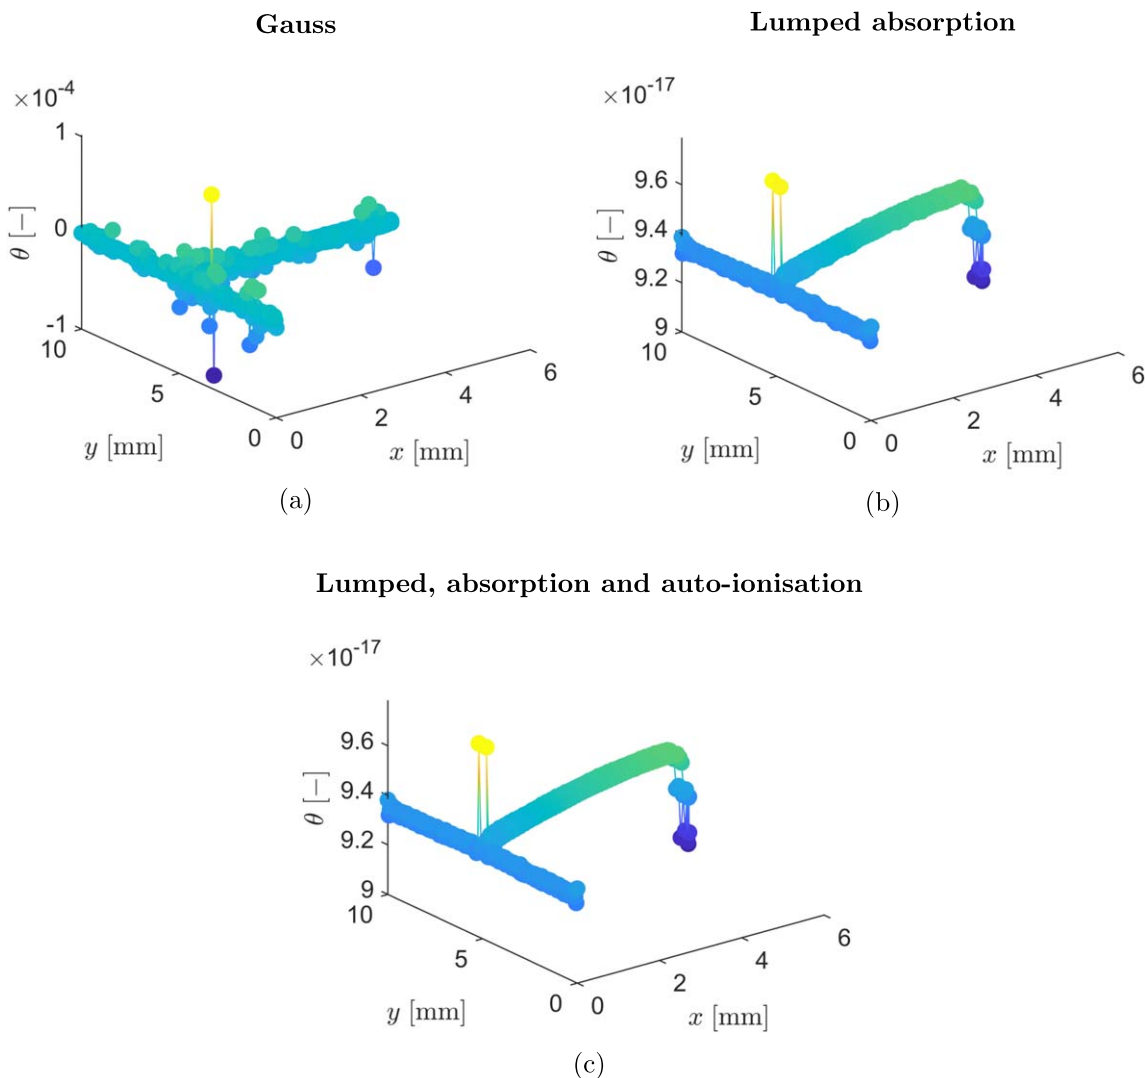 Gauss
×10-4
1
0
-1
θ [−]
10
5
0
y [mm]
0
2
4
6
x [mm]
(a)
Lumped absorption
×10-17
9.6
9.4
9.2
9
θ [−]
10
5
0
y [mm]
0
2
4
6
x [mm]
(b)
Lumped, absorption and auto-ionisation
×10-17
9.6
9.4
9.2
9
θ [−]
10
5
0
y [mm]
0
2
4
6
x [mm]
(c)